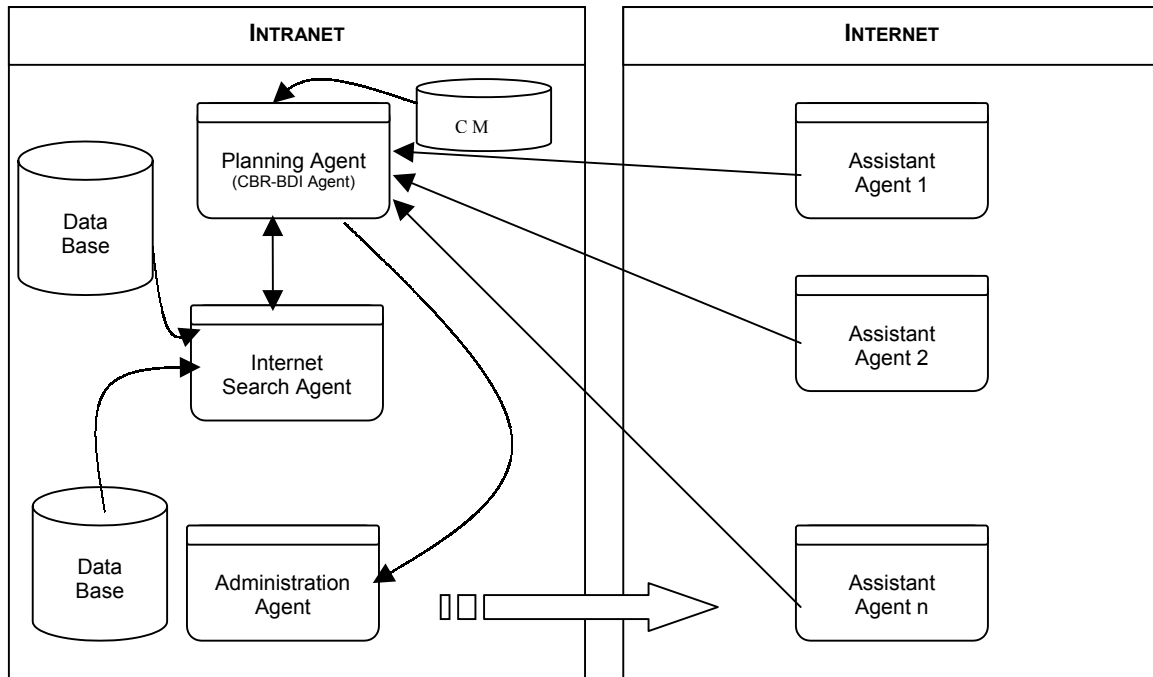 INTRANET
INTERNET
C M
Planning Agent
(CBR-BDI Agent)
Assistant
Agent 1
Data
Base
Internet
Search Agent
Assistant
Agent 2
Data
Base
Administration
Agent
Assistant
Agent n